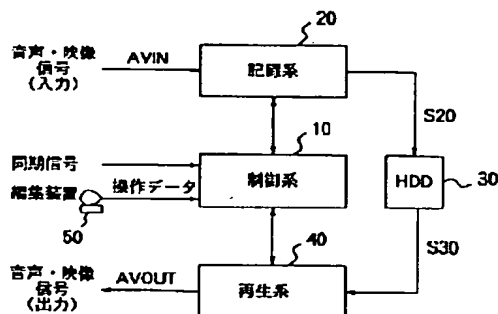 20
音声・映像
信号
(入力)
AVIN
記録系
S20
10
同期信号
制御系
HDD
30
編集装置
操作データ
50
40
S30
音声・映像
信号
(出力)
AVOUT
再生系